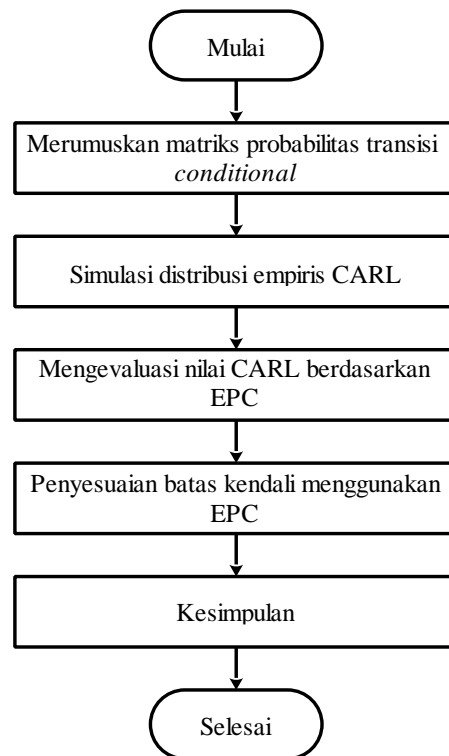 Mulai
Merumuskan matriks probabilitas transisi
conditional
Simulasi distribusi empiris CARL
Mengevaluasi nilai CARL berdasarkan
EPC
Penyesuaian batas kendali menggunakan
EPC
Kesimpulan
Selesai